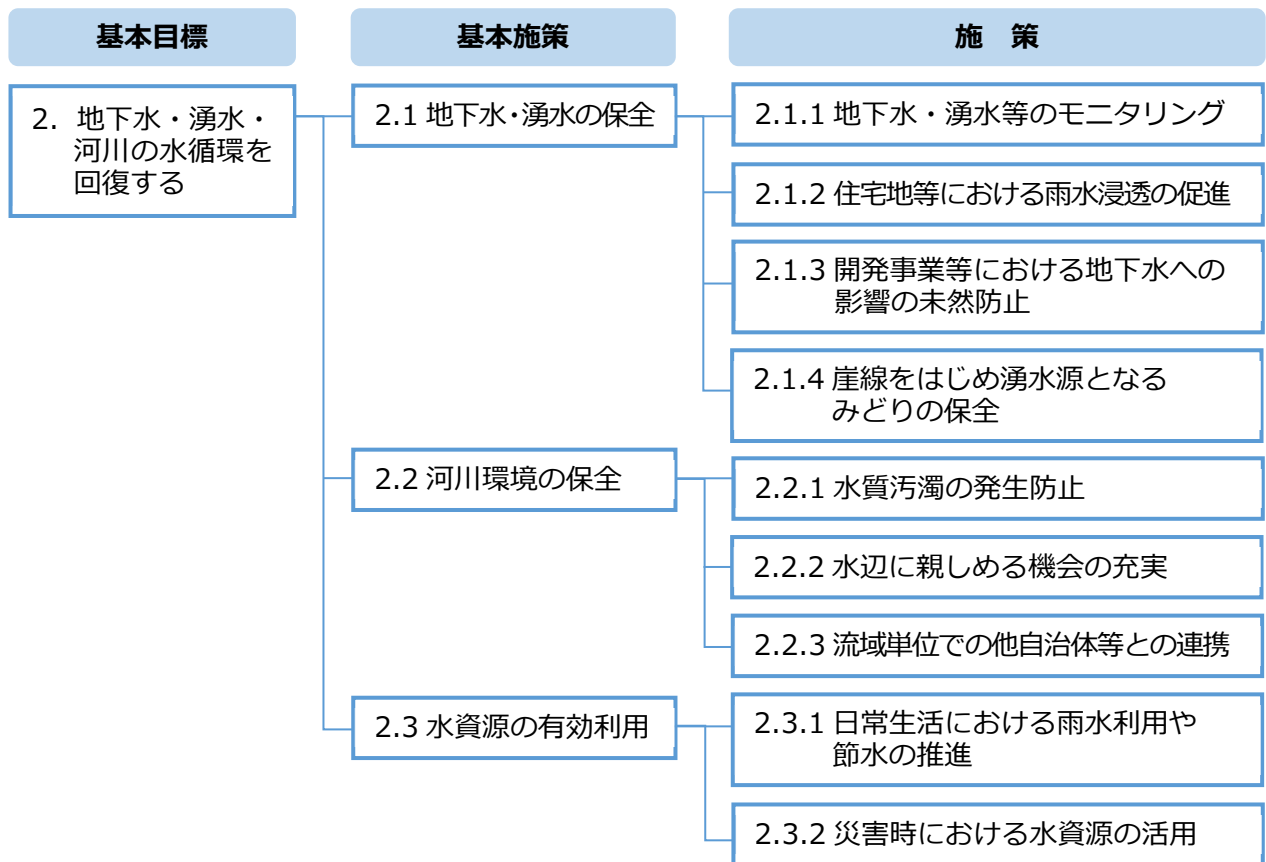 基本目標
基本施策
施　策
2. 地下水・湧水・
河川の水循環を
回復する
2.1 地下水・湧水の保全
2.1.1 地下水・湧水等のモニタリング
2.1.2 住宅地等における雨水浸透の促進
2.1.3 開発事業等における地下水への
影響の未然防止
2.1.4 崖線をはじめ湧水源となる
みどりの保全
2.2 河川環境の保全
2.2.1 水質汚濁の発生防止
2.2.2 水辺に親しめる機会の充実
2.2.3 流域単位での他自治体等との連携
2.3 水資源の有効利用
2.3.1 日常生活における雨水利用や
節水の推進
2.3.2 災害時における水資源の活用